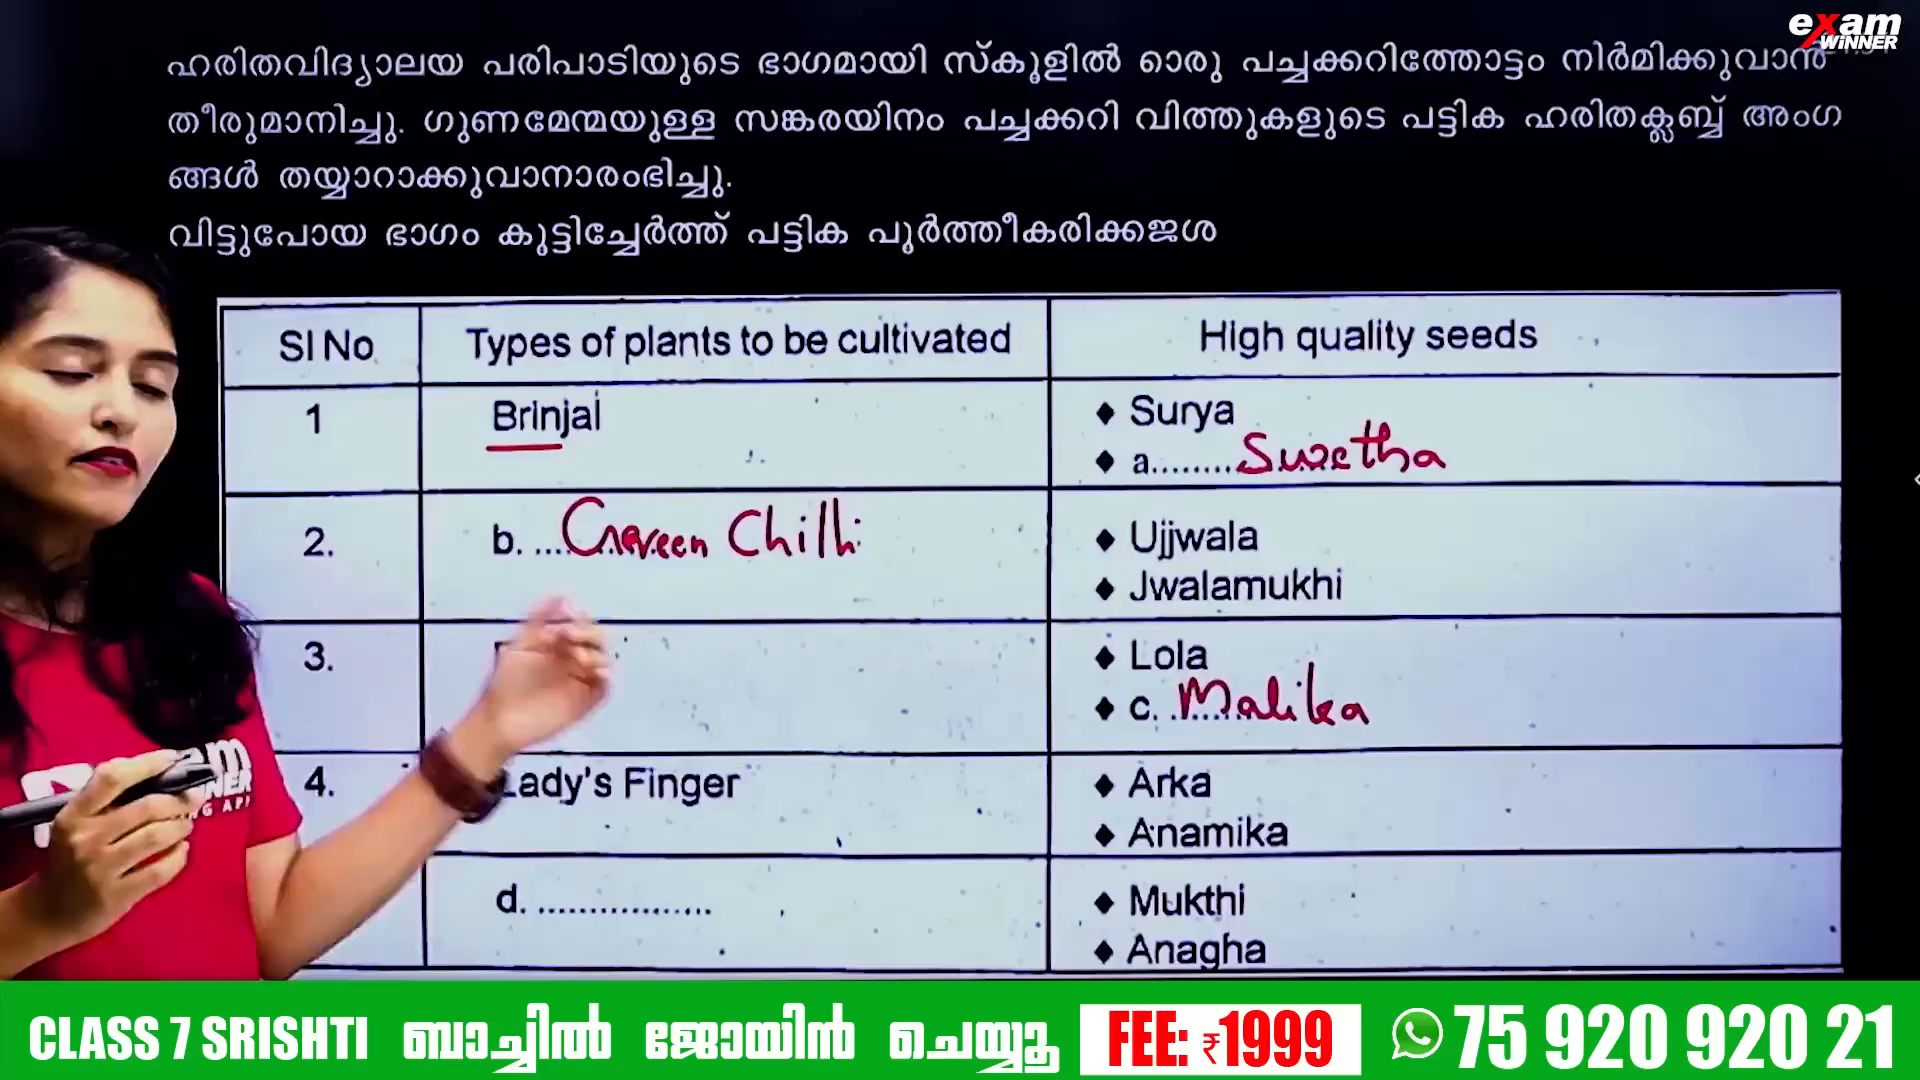 exam
WINNER
ഹരിതവിദ്യാലയ പരിപാടിയുടെ ഭാഗമായി സ്കൂളിൽ ഓരു പച്ചക്കറിത്തോട്ടം നിർമിക്കുവാൻ
തീരുമാനിച്ചു. ഗുണമേന്മയുള്ള സങ്കരയിനം പച്ചക്കറി വിത്തുകളുടെ പട്ടിക ഹരിതക്ലബ്ബ് അംഗ
ങ്ങൾ തയ്യാറാക്കുവാനാരംഭിച്ചു.
വിട്ടുപോയ ഭാഗം കൂട്ടിച്ചേർത്ത് പട്ടിക പൂർത്തീകരിക്കജശ
Sl No Types of plants to be cultivated High quality seeds
1 Brinjal ♦ Surya
♦ a........ Swetha
2. b. .... Green Chilli ♦ Ujjwala
♦ Jwalamukhi
3. ♦ Lola
♦ c. ........ Malika
4. Lady's Finger ♦ Arka
♦ Anamika
d. ................. ♦ Mukthi
♦ Anagha
CLASS 7 SRISHTI ബാച്ചിൽ ജോയിൻ ചെയ്യൂ FEE: ₹1999 75 920 920 21